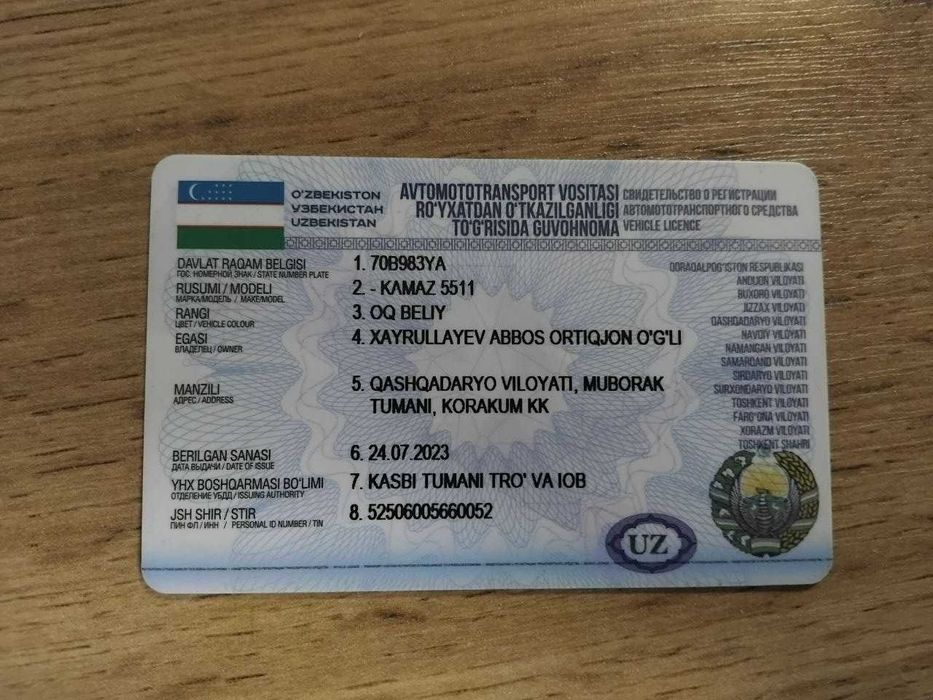 O'ZBEKISTON
УЗБЕКИСТАН
UZBEKISTAN
AVTOMOTOTRANSPORT VOSITASI
RO'YXATDAN O'TKAZILGANLIGI
TO'G'RISIDA GUVOHNOMA
СВИДЕТЕЛЬСТВО О РЕГИСТРАЦИИ
АВТОМОТОТРАНСПОРТНОГО СРЕДСТВА
VEHICLE LICENCE
DAVLAT RAQAM BELGISI
ГОС. НОМЕРНОЙ ЗНАК / STATE NUMBER PLATE
1. 70B983YA
RUSUMI / MODELI
МАРКА/МОДЕЛЬ / MAKE/MODEL
2. - KAMAZ 5511
RANGI
ЦВЕТ / VEHICLE COLOUR
3. OQ BELIY
EGASI
ВЛАДЕЛЕЦ / OWNER
4. XAYRULLAYEV ABBOS ORTIQJON O'G'LI
MANZILI
АДРЕС / ADDRESS
5. QASHQADARYO VILOYATI, MUBORAK
TUMANI, KORAKUM KK
BERILGAN SANASI
ДАТА ВЫДАЧИ / DATE OF ISSUE
6. 24.07.2023
YHX BOSHQARMASI BO'LIMI
ОТДЕЛЕНИЕ УБДД / ISSUING AUTHORITY
7. KASBI TUMANI TRO' VA IOB
JSH SHIR / STIR
ПИН ФЛ / ИНН / PERSONAL ID NUMBER / TIN
8. 52506005660052
QORAQALPOG'ISTON RESPUBLIKASI
ANDIJON VILOYATI
BUXORO VILOYATI
JIZZAX VILOYATI
QASHQADARYO VILOYATI
NAVOIY VILOYATI
NAMANGAN VILOYATI
SAMARQAND VILOYATI
SIRDARYO VILOYATI
SURXONDARYO VILOYATI
TOSHKENT VILOYATI
FARG'ONA VILOYATI
XORAZM VILOYATI
TOSHKENT SHAHRI
UZ